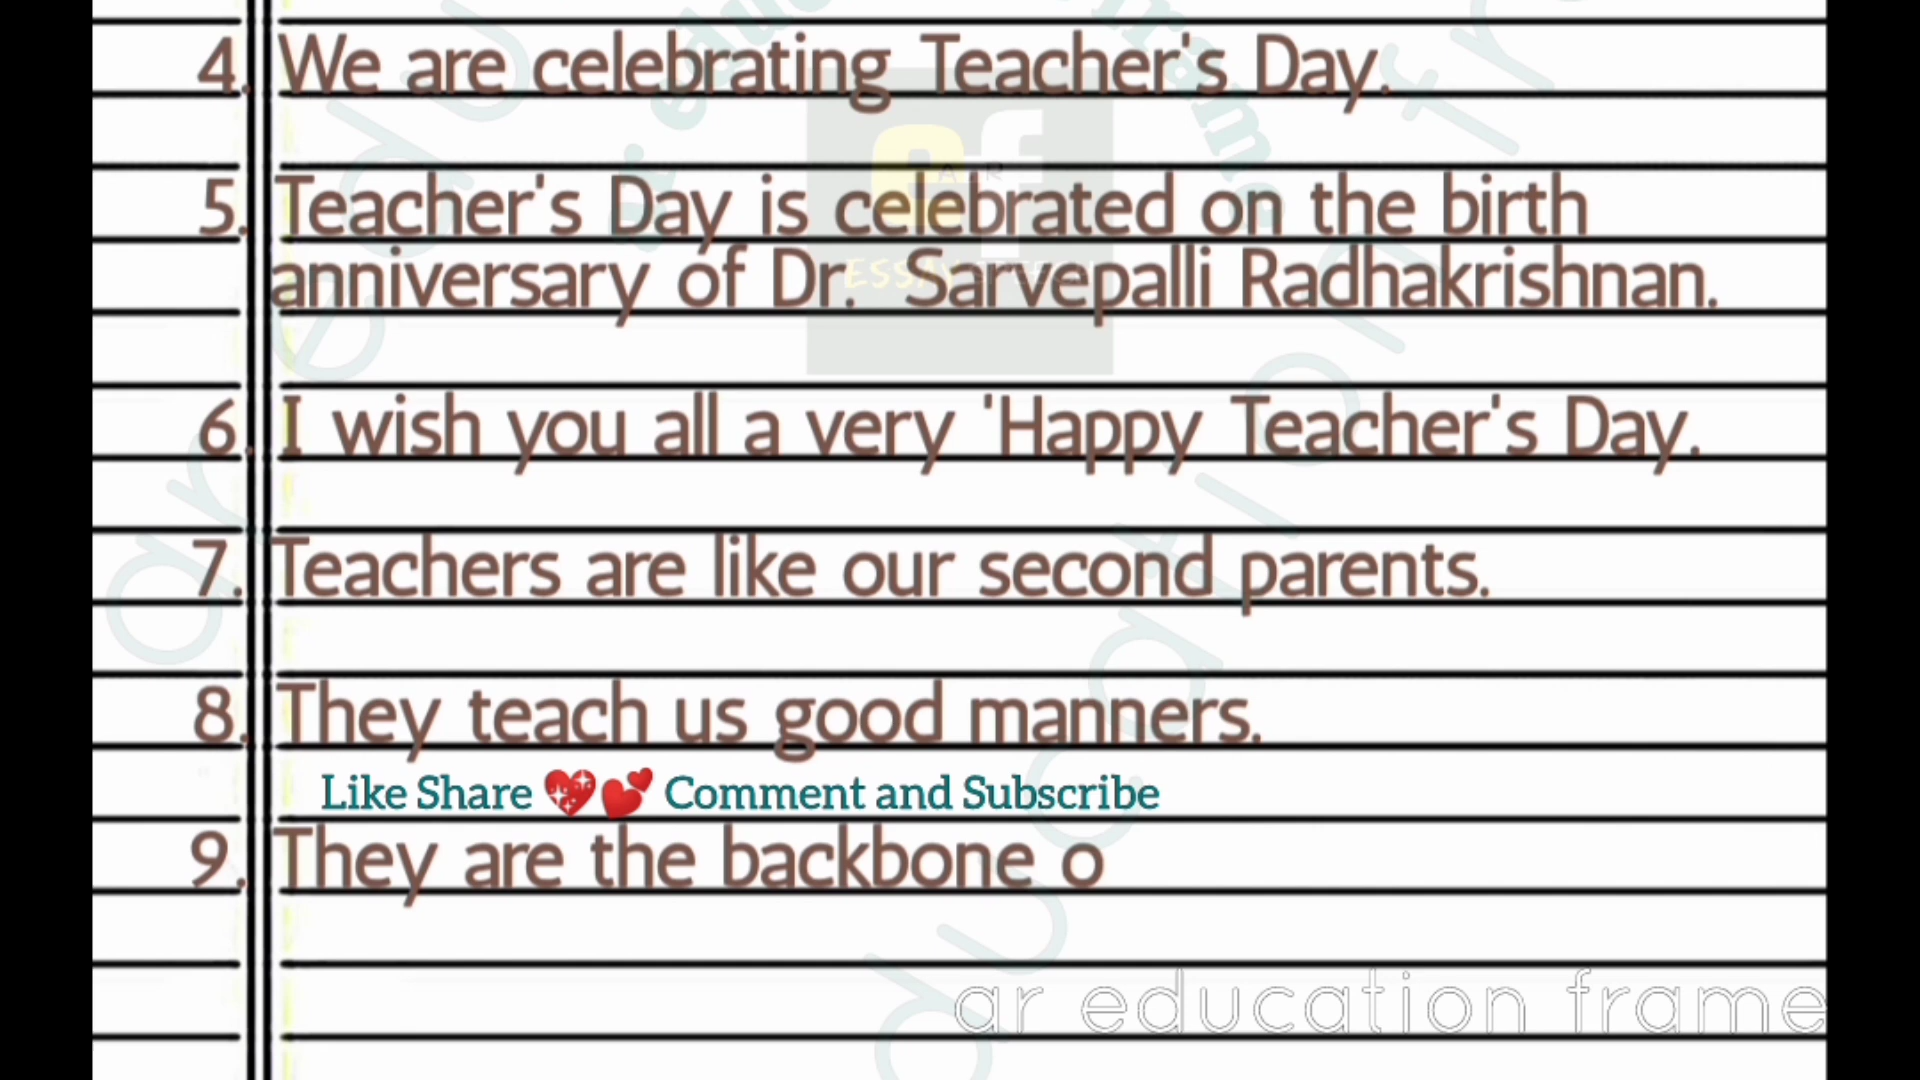 4. We are celebrating Teacher's Day.
5. Teacher's Day is celebrated on the birth
anniversary of Dr. Sarvepalli Radhakrishnan.
6. I wish you all a very 'Happy Teacher's Day.
7. Teachers are like our second parents.
8. They teach us good manners.
Like Share 💖💕 Comment and Subscribe
9. They are the backbone o
ar education frame